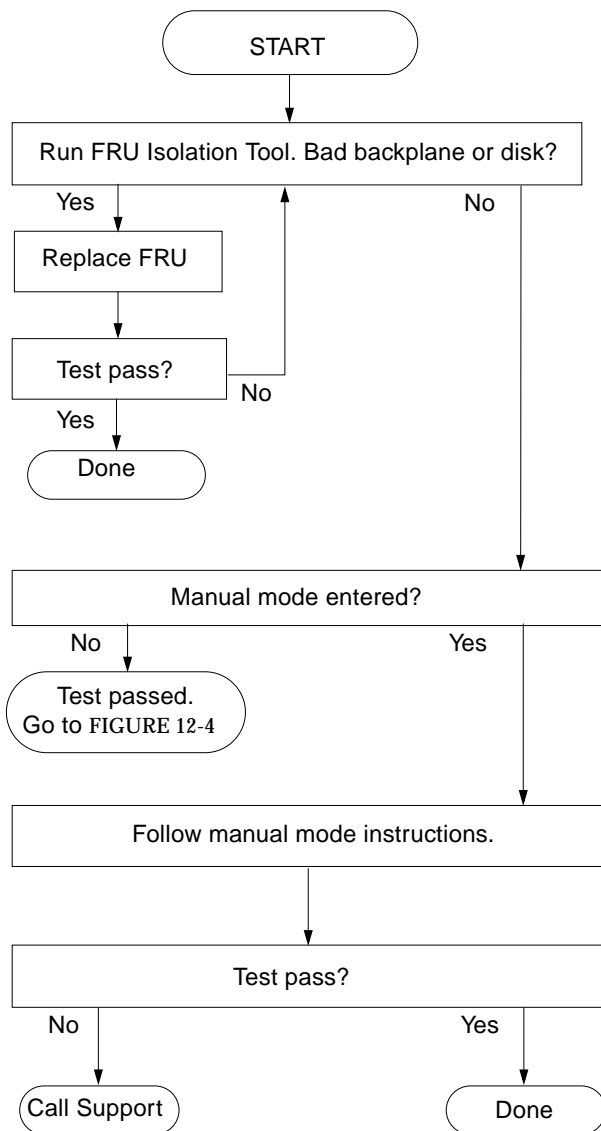 START
Run FRU Isolation Tool. Bad backplane or disk?
Yes
No
Replace FRU
Test pass?
No
Yes
Done
Manual mode entered?
No
Yes
Test passed.
Go to FIGURE 12-4
Follow manual mode instructions.
Test pass?
No
Yes
Call Support
Done